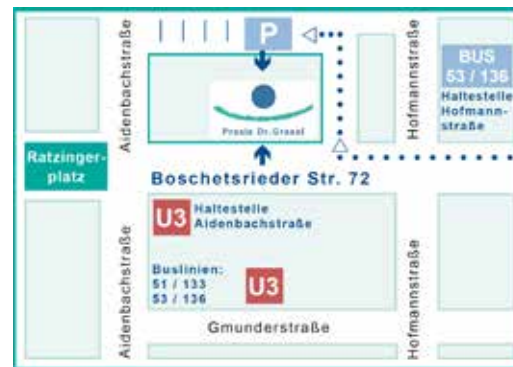 Aidenbachstraße
P
Hofmannstraße
BUS
53 / 136
Haltestelle
Hofmann-
straße
Praxis Dr. Grassl
Ratzinger-
platz
Boschetsrieder Str. 72
U3
Haltestelle
Aidenbachstraße
Aidenbachstraße
Buslinien:
51 / 133
53 / 136
U3
Hofmannstraße
Gmunderstraße